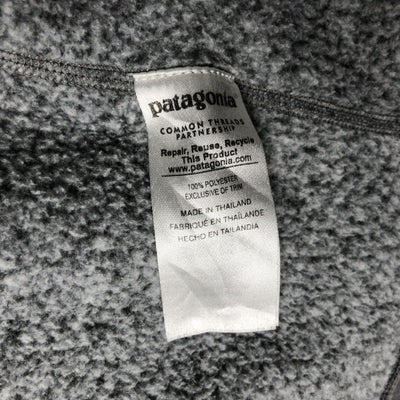 patagonia
COMMON THREADS
PARTNERSHIP
Repair, Reuse, Recycle
This Product
www.patagonia.com
100% POLYESTER
EXCLUSIVE OF TRIM
MADE IN THAILAND
FABRIQUÉ EN THAÏLANDE
HECHO EN TAILANDIA